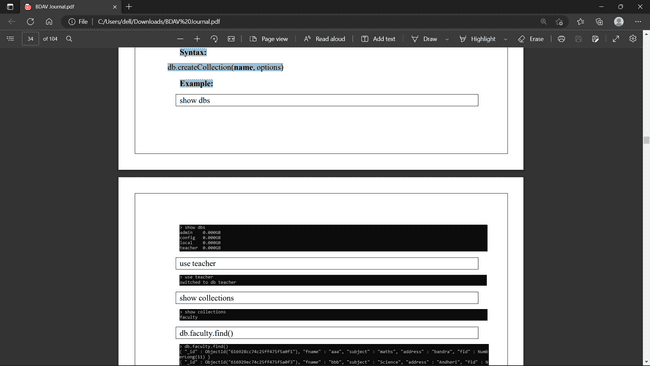 BDAV Journal.pdf
File
C:/Users/dell/Downloads/BDAV%20Journal.pdf
34 of 104
Page view
Read aloud
Add text
Draw
Highlight
Erase
Syntax:
db.createCollection(name, options)
Example:
show dbs
> show dbs
admin 0.000GB
config 0.000GB
local 0.000GB
teacher 0.000GB
use teacher
> use teacher
switched to db teacher
show collections
> show collections
faculty
db.faculty.find()
> db.faculty.find()
"_id" : ObjectId( "fname" : "aaa", "subject" : "maths", "address" : "bandra", "fid" : Numb
erLong(11) }
{ "_id" : ObjectId( "fname" : "bbb", "subject" : "Science", "address" : "Andheri", "fid" : N